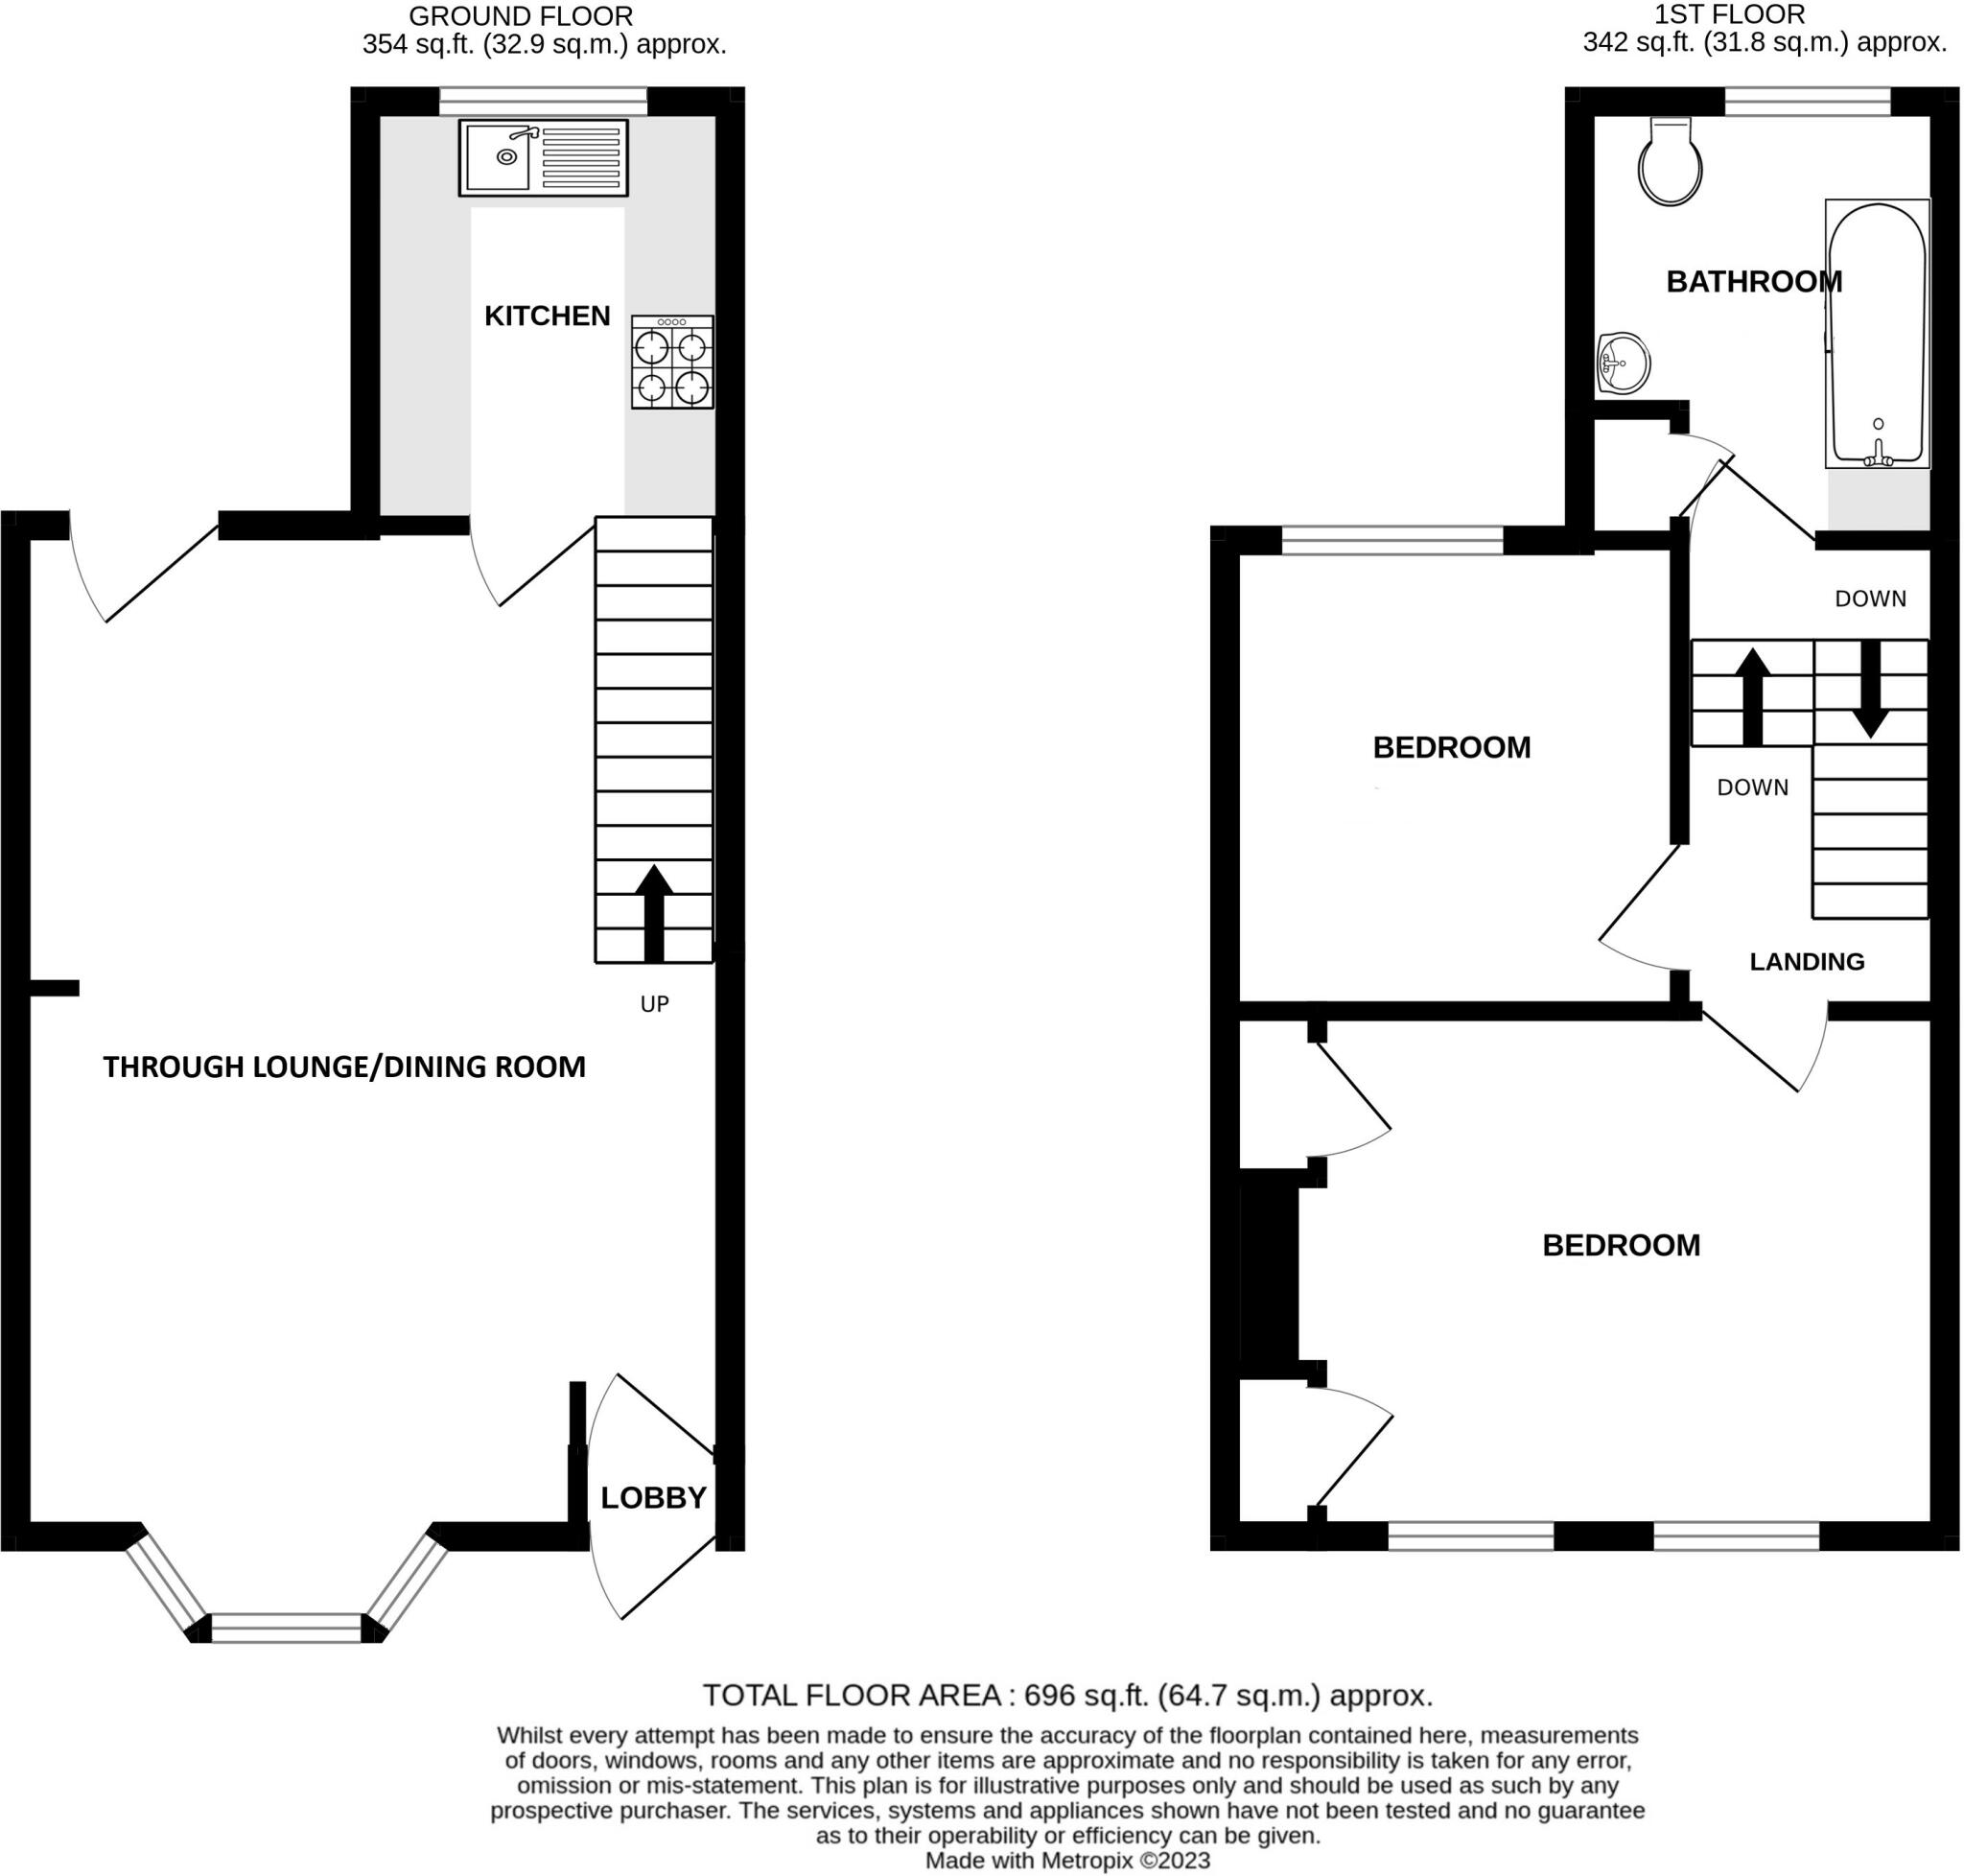 GROUND FLOOR
354 sq.ft. (32.9 sq.m.) approx.
KITCHEN
UP
THROUGH LOUNGE/DINING ROOM
LOBBY
1ST FLOOR
342 sq.ft. (31.8 sq.m.) approx.
BATHROOM
DOWN
BEDROOM
DOWN
LANDING
BEDROOM
TOTAL FLOOR AREA : 696 sq.ft. (64.7 sq.m.) approx.
Whilst every attempt has been made to ensure the accuracy of the floorplan contained here, measurements
of doors, windows, rooms and any other items are approximate and no responsibility is taken for any error,
omission or mis-statement. This plan is for illustrative purposes only and should be used as such by any
prospective purchaser. The services, systems and appliances shown have not been tested and no guarantee
as to their operability or efficiency can be given.
Made with Metropix ©2023